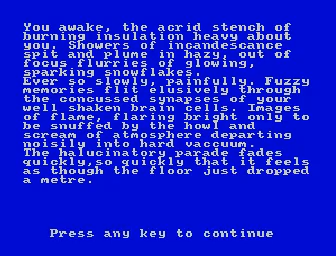 You awake, the acrid stench of
burning insulation heavy about
you. Showers of incandescance
spit and plume in hazy, out of
focus flurries of glowing,
sparking snowflakes.
Ever so slowly, painfully. Fuzzy
memories flit elusively through
the concussed synapses of your
well shaken brain cells. Images
of flame, flaring bright only to
be snuffed by the howl and
scream of atmosphere departing
noisily into hard vaccuum.
The halucinatory parade fades
quickly,so quickly that it feels
as though the floor just dropped
a metre.
Press any key to continue